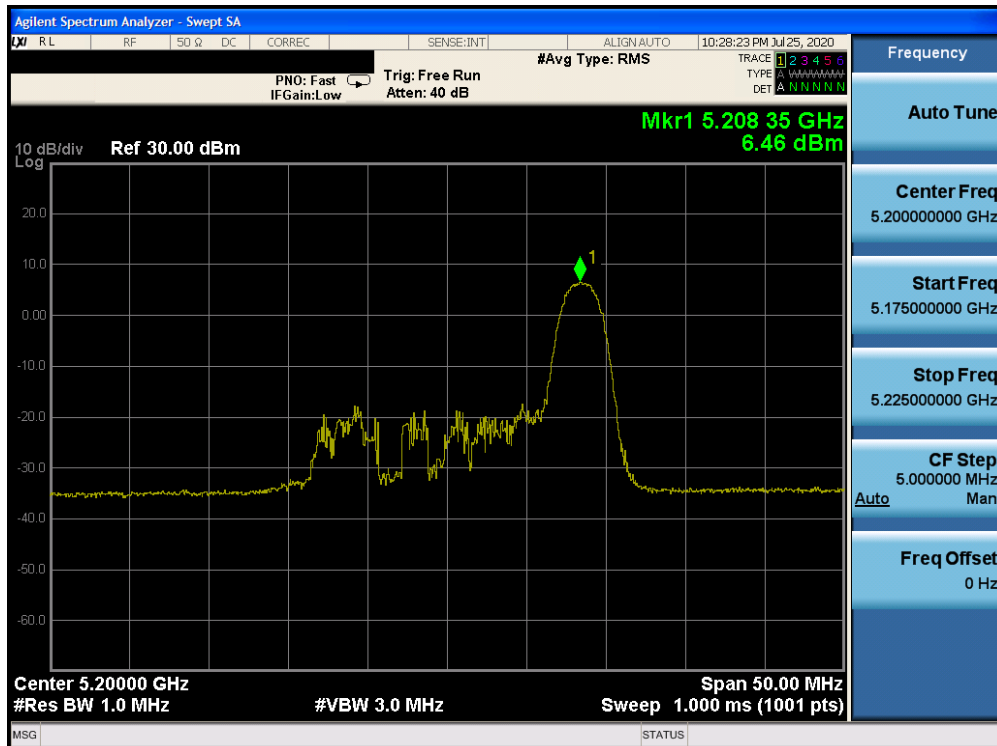 Agilent Spectrum Analyzer - Swept SA
LXI RL RF 50 Ω DC CORREC SENSE:INT ALIGN AUTO 10:28:23 PM Jul 25, 2020
#Avg Type: RMS TRACE 1 2 3 4 5 6
PNO: Fast Trig: Free Run TYPE A WWWWW
IFGain:Low Atten: 40 dB DET A N N N N N
Mkr1 5.208 35 GHz
6.46 dBm
10 dB/div Ref 30.00 dBm
Log
20.0
10.0
0.00
-10.0
-20.0
-30.0
-40.0
-50.0
-60.0
1
Center 5.20000 GHz Span 50.00 MHz
#Res BW 1.0 MHz #VBW 3.0 MHz Sweep 1.000 ms (1001 pts)
MSG STATUS
Frequency
Auto Tune
Center Freq
5.200000000 GHz
Start Freq
5.175000000 GHz
Stop Freq
5.225000000 GHz
CF Step
5.000000 MHz
Auto Man
Freq Offset
0 Hz